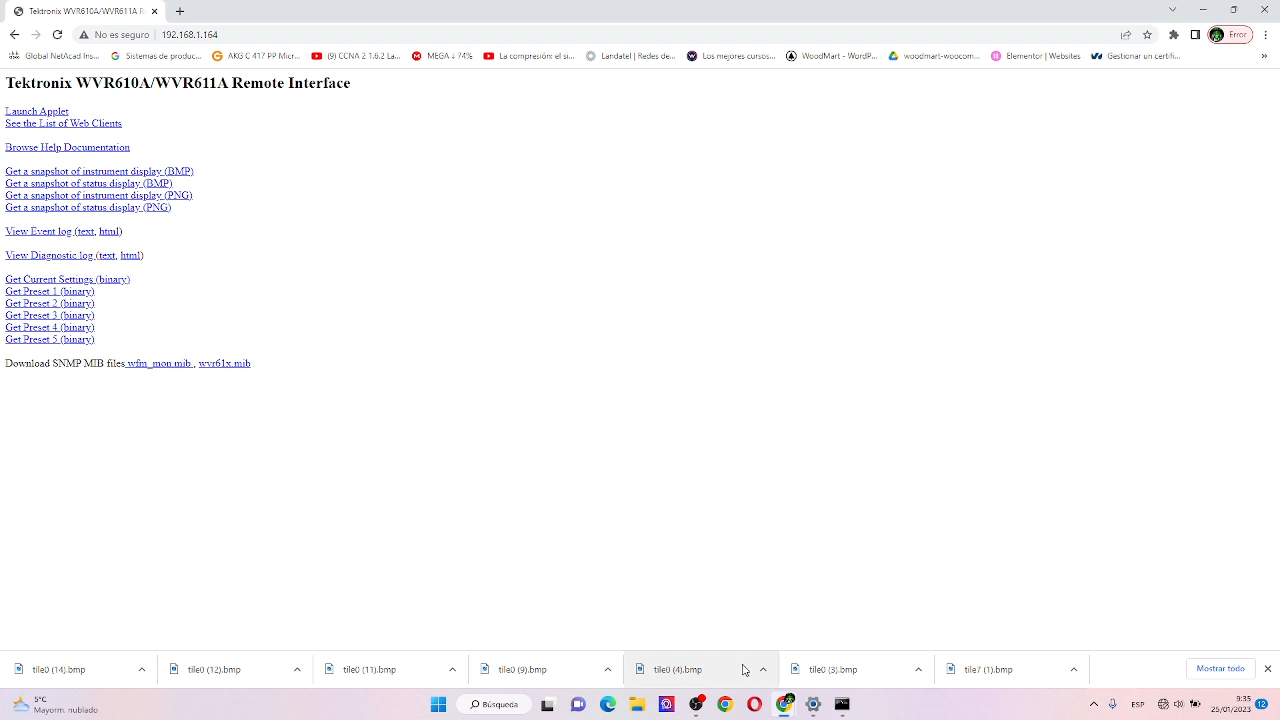 Tektronix WVR610A/WVR611A R
No es seguro
192.168.1.164
Error
Global NetAcad Ins...
Sistemas de produc...
AKG C 417 PP Micr...
(9) CCNA 2 1.6.2 La...
MEGA ↓ 74%
La compresión: el s...
Landatel | Redes de...
Los mejores cursos...
WoodMart - WordP...
woodmart-woocom...
Elementor | Websites
Gestionar un certifi...
»
Tektronix WVR610A/WVR611A Remote Interface
Launch Applet
See the List of Web Clients
Browse Help Documentation
Get a snapshot of instrument display (BMP)
Get a snapshot of status display (BMP)
Get a snapshot of instrument display (PNG)
Get a snapshot of status display (PNG)
View Event log (text, html)
View Diagnostic log (text, html)
Get Current Settings (binary)
Get Preset 1 (binary)
Get Preset 2 (binary)
Get Preset 3 (binary)
Get Preset 4 (binary)
Get Preset 5 (binary)
Download SNMP MIB files wfm_mon.mib , wvr61x.mib
tile0 (14).bmp
tile0 (12).bmp
tile0 (11).bmp
tile0 (9).bmp
tile0 (4).bmp
tile0 (3).bmp
tile7 (1).bmp
Mostrar todo
5°C
Mayorm. nublado
Búsqueda
ESP
9:35
25/01/2023
12